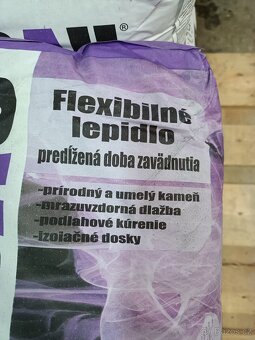 Flexibilné
lepidlo
predĺžená doba zavädnutia
-prírodný a umelý kameň
-mrazuvzdorná dlažba
-podlahové kúrenie
-izolačné dosky